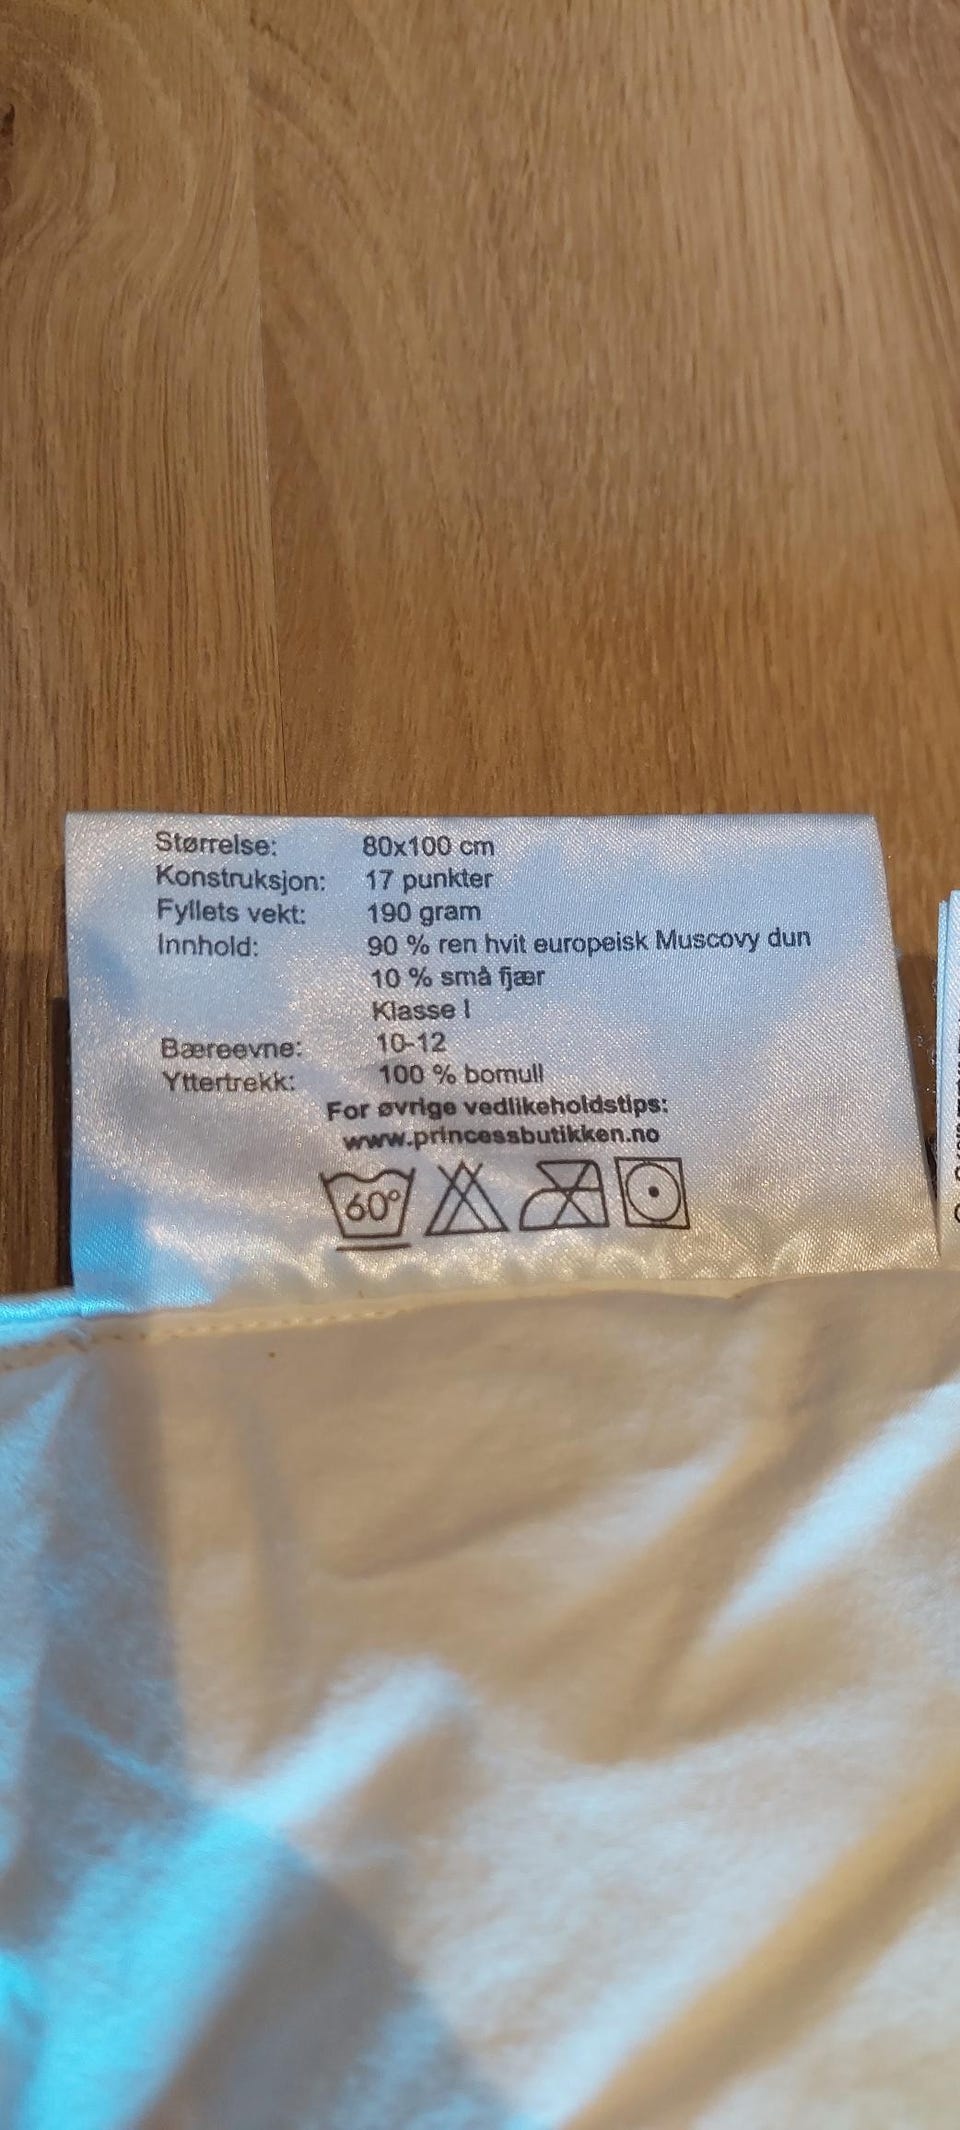 Størrelse: 80x100 cm
Konstruksjon: 17 punkter
Fyllets vekt: 190 gram
Innhold: 90 % ren hvit europeisk Muscovy dun
10 % små fjær
Klasse I
Bæreevne: 10-12
Yttertrekk: 100 % bomull
For øvrige vedlikeholdstips:
www.princessbutikken.no
60°